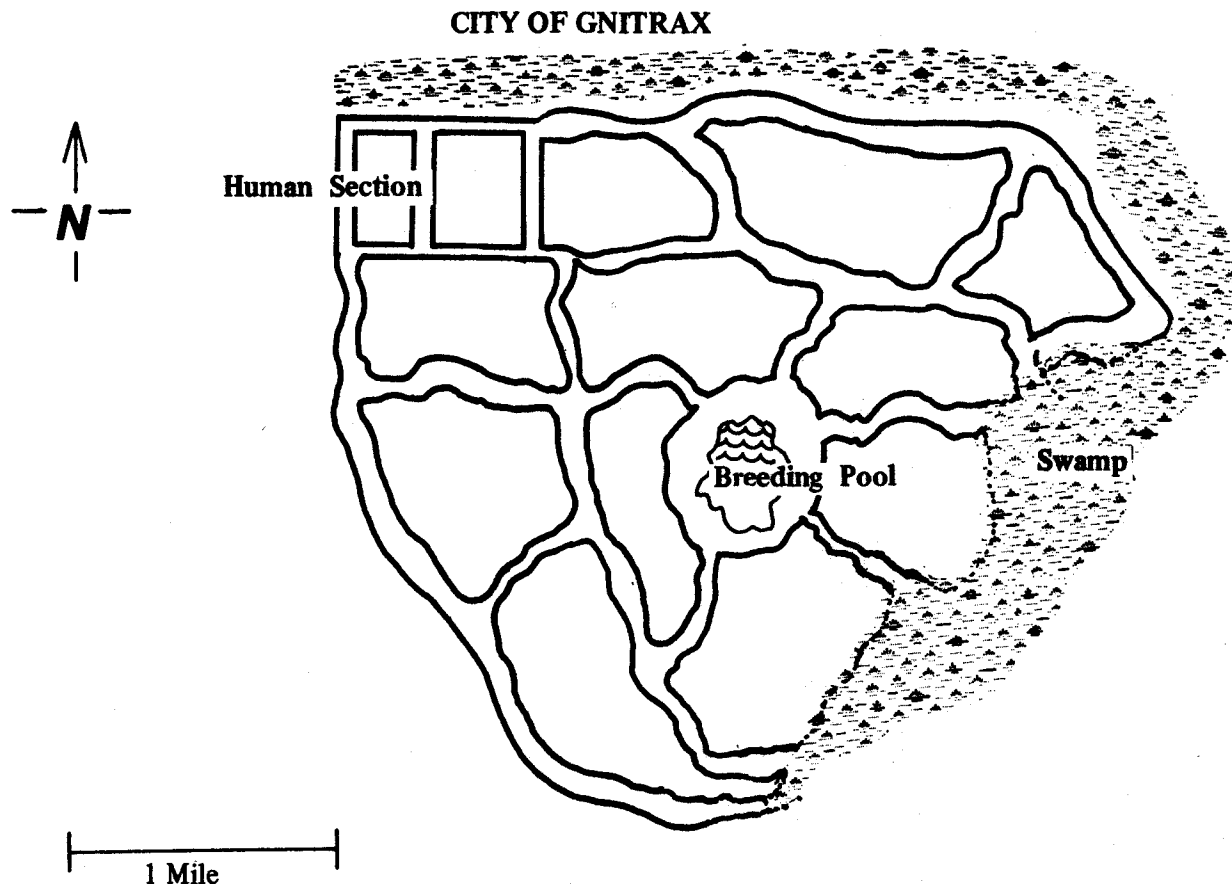 CITY OF GNITRAX
Human Section
N
Breeding Pool
Swamp
1 Mile